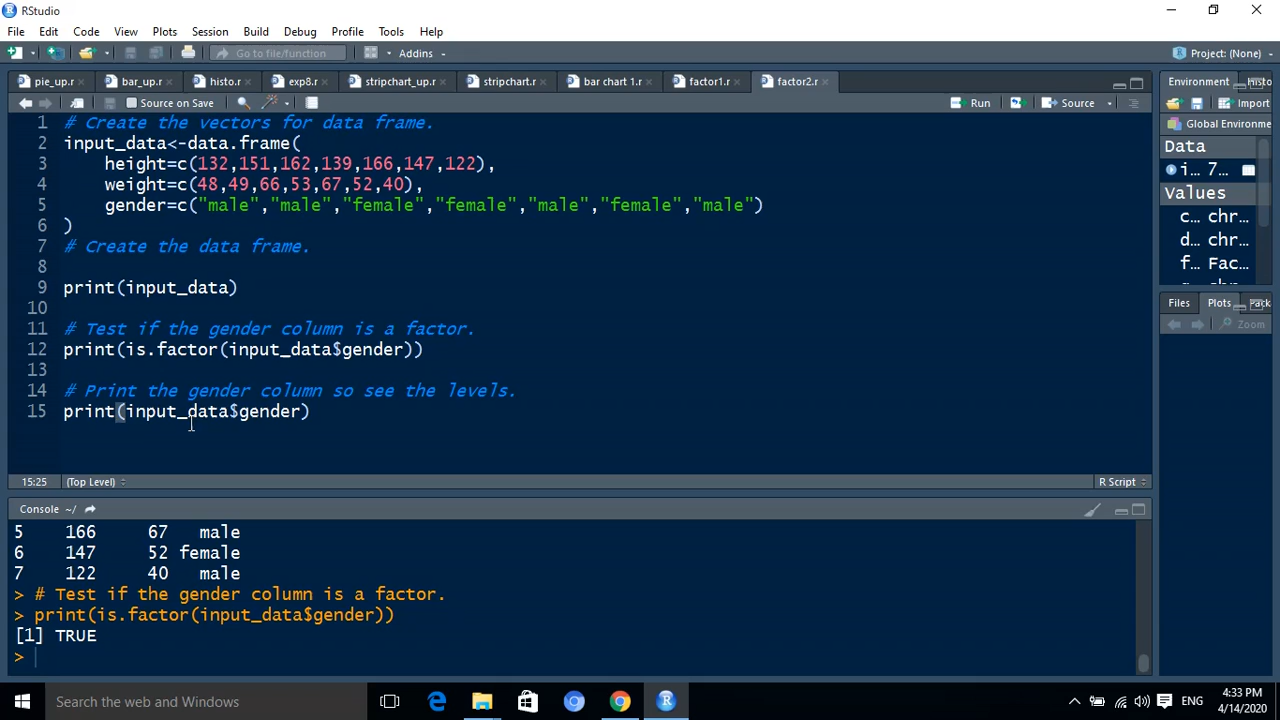 RStudio
File Edit Code View Plots Session Build Debug Profile Tools Help
Go to file/function Addins Project: (None)
pie_up.r bar_up.r histo.r exp8.r stripchart_up.r stripchart.r bar chart 1.r factor1.r factor2.r
Source on Save Run Source
1 # Create the vectors for data frame.
2 input_data<-data.frame(
3 height=c(132,151,162,139,166,147,122),
4 weight=c(48,49,66,53,67,52,40),
5 gender=c("male","male","female","female","male","female","male")
6 )
7 # Create the data frame.
8
9 print(input_data)
10
11 # Test if the gender column is a factor.
12 print(is.factor(input_data$gender))
13
14 # Print the gender column so see the levels.
15 print(input_data$gender)
15:25 (Top Level) R Script
Console ~/
5 166 67 male
6 147 52 female
7 122 40 male
> # Test if the gender column is a factor.
> print(is.factor(input_data$gender))
[1] TRUE
>
Environment Histo
Import
Global Environme
Data
i… 7…
Values
c… chr…
d… chr…
f… Fac…
Files Plots Pack
Zoom
Search the web and Windows
ENG
4:33 PM
4/14/2020